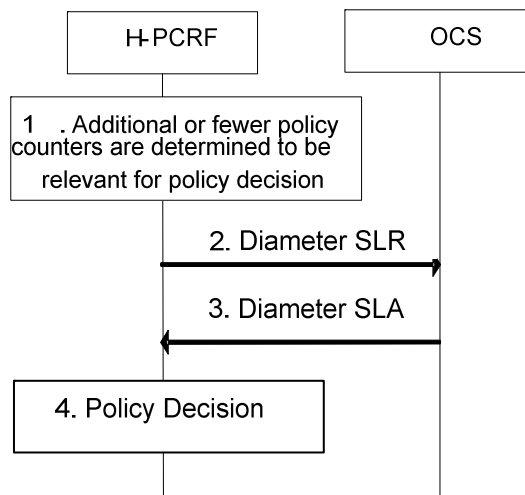 H-PCRF
OCS
1 . Additional or fewer policy
counters are determined to be
relevant for policy decision
2. Diameter SLR
3. Diameter SLA
4. Policy Decision